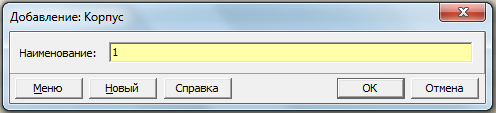 Добавление: Корпус
Наименование: 1
Меню Новый Справка OK Отмена